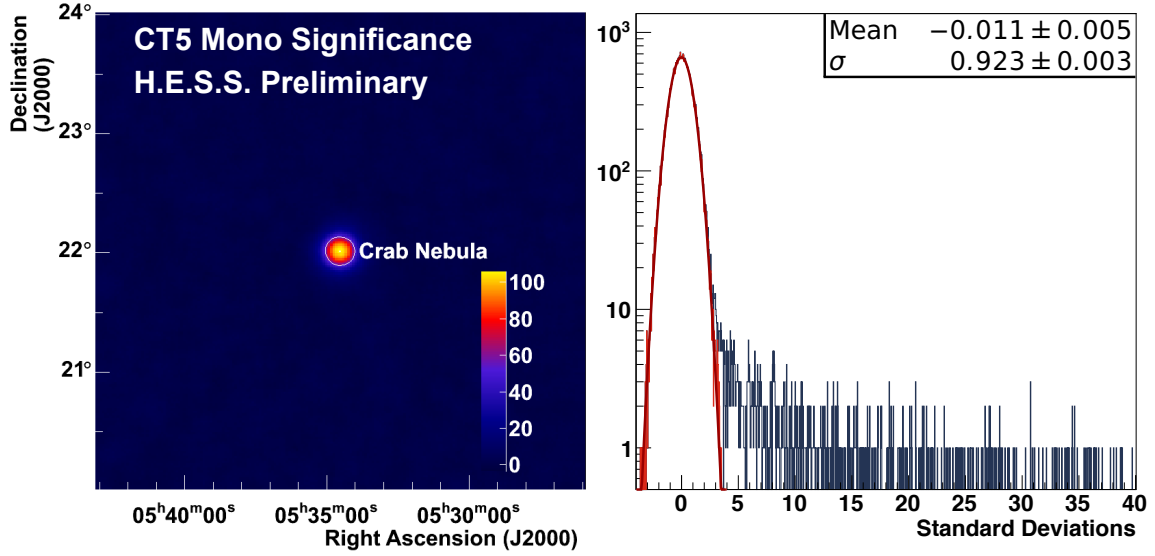 CT5 Mono Significance
H.E.S.S. Preliminary
Declination
(J2000)
24°
23°
22°
21°
Crab Nebula
100
80
60
40
20
0
05ʰ40ᵐ00ˢ 05ʰ35ᵐ00ˢ 05ʰ30ᵐ00ˢ
Right Ascension (J2000)
Mean −0.011 ± 0.005
σ 0.923 ± 0.003
10³
10²
10
1
0 5 10 15 20 25 30 35 40
Standard Deviations